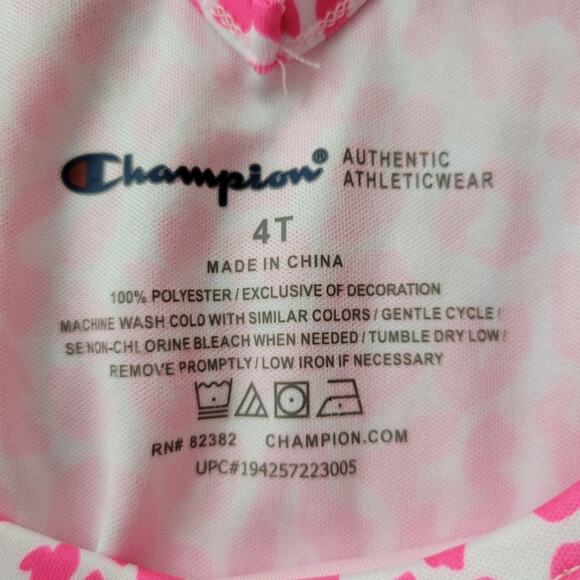 Champion® AUTHENTIC
ATHLETICWEAR
4T
MADE IN CHINA
100% POLYESTER / EXCLUSIVE OF DECORATION
MACHINE WASH COLD WITH SIMILAR COLORS / GENTLE CYCLE /
SE NON-CHLORINE BLEACH WHEN NEEDED / TUMBLE DRY LOW /
REMOVE PROMPTLY / LOW IRON IF NECESSARY
RN# 82382 CHAMPION.COM
UPC#194257223005